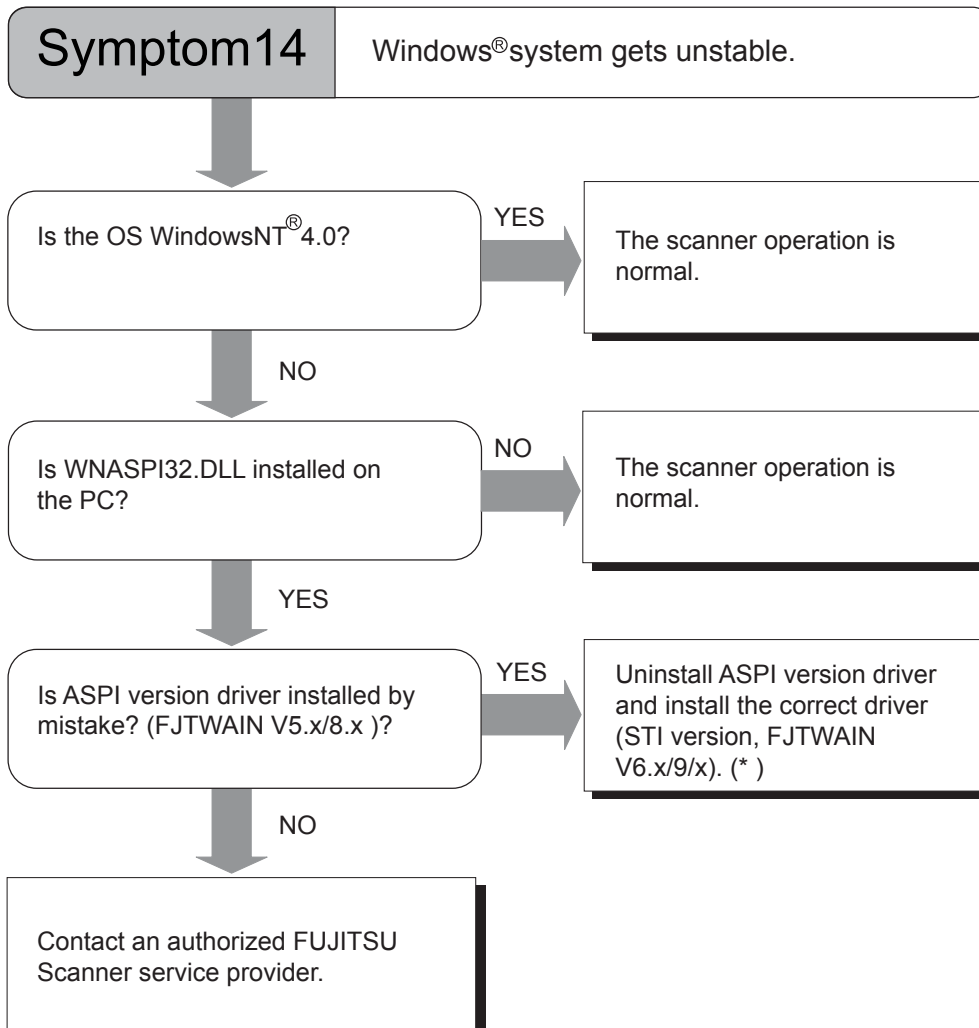 Symptom14
Windows® system gets unstable.
Is the OS WindowsNT® 4.0?
YES
The scanner operation is
normal.
NO
Is WNASPI32.DLL installed on
the PC?
NO
The scanner operation is
normal.
YES
Is ASPI version driver installed by
mistake? (FJTWAIN V5.x/8.x )?
YES
Uninstall ASPI version driver
and install the correct driver
(STI version, FJTWAIN
V6.x/9/x). (* )
NO
Contact an authorized FUJITSU
Scanner service provider.